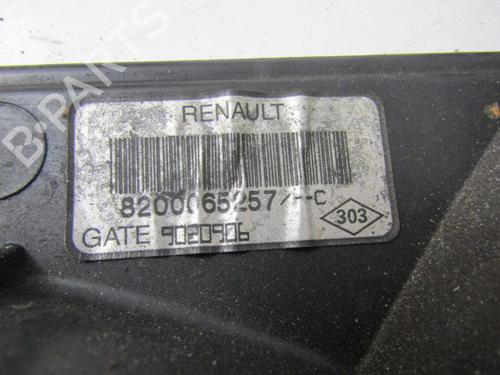 B-PARTS
RENAULT
8200065257/--C
303
GATE 9020906